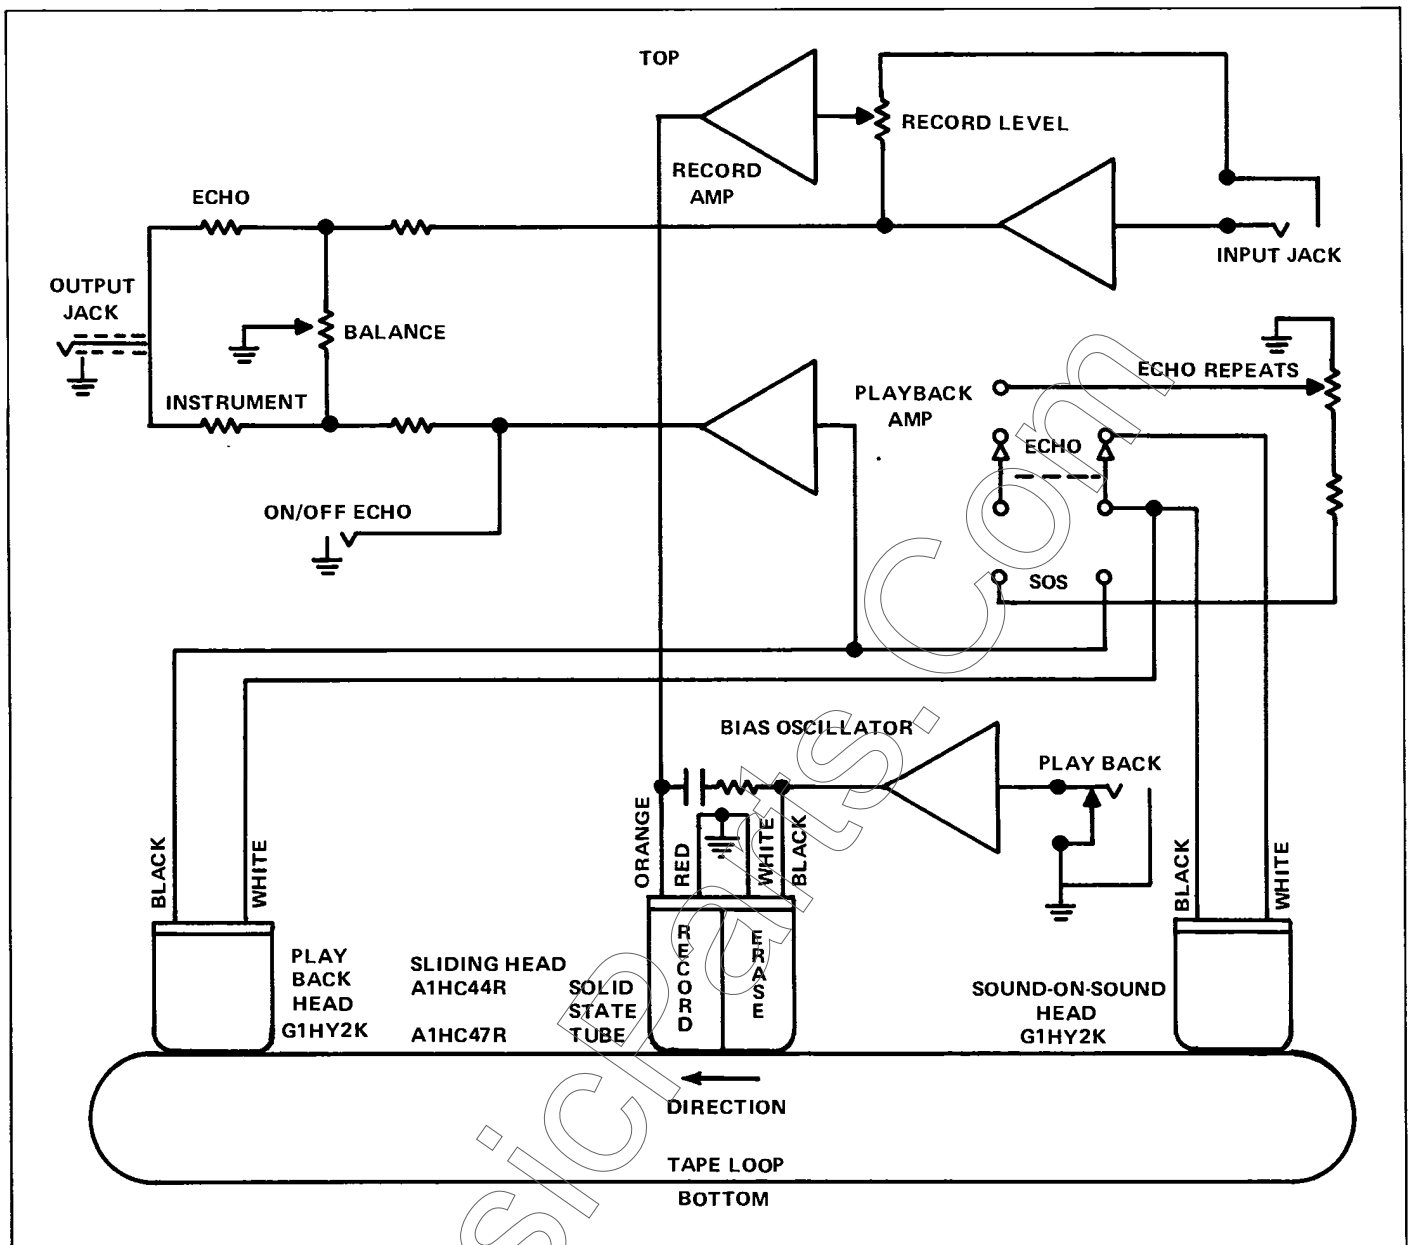 TOP
RECORD LEVEL
RECORD
AMP
ECHO
INPUT JACK
OUTPUT
JACK
BALANCE
ECHO REPEATS
PLAYBACK
AMP
INSTRUMENT
ECHO
ON/OFF ECHO
SOS
BIAS OSCILLATOR
PLAY BACK
BLACK
WHITE
ORANGE
RED
WHITE
BLACK
BLACK
WHITE
PLAY
BACK
HEAD
G1HY2K
SLIDING HEAD
A1HC44R SOLID
STATE
A1HC47R TUBE
RECORD
ERASE
SOUND-ON-SOUND
HEAD
G1HY2K
DIRECTION
TAPE LOOP
BOTTOM
sicParts.Com